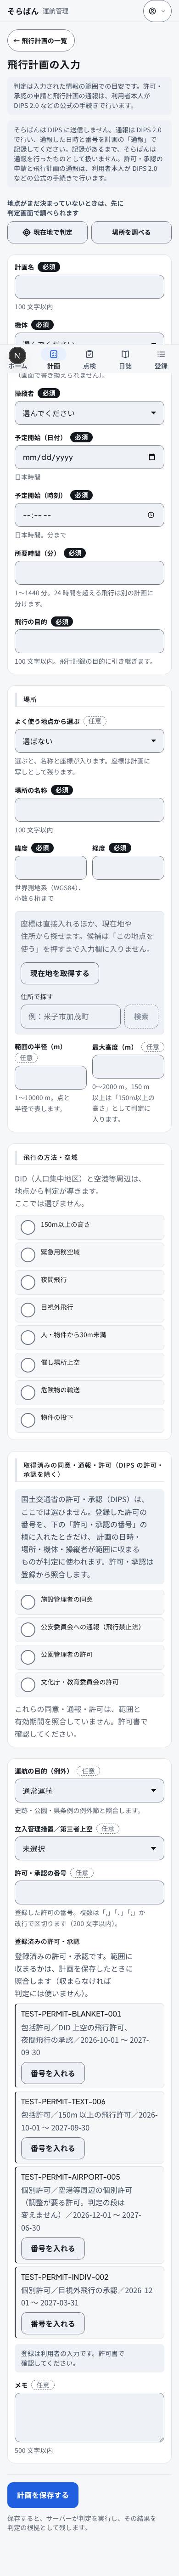 そらばん 運航管理
← 飛行計画の一覧
飛行計画の入力
判定は入力された情報の範囲での目安です。許可・
承認の申請と飛行計画の通報は、利用者本人が
DIPS 2.0 などの公式の手続きで行います。
そらばんは DIPS に送信しません。通報は DIPS 2.0
で行い、通報した日時と番号を計画の「通報」で
記録してください。記録があるまで、そらばんは
通報を行ったものとして扱いません。許可・承認の
申請と飛行計画の通報は、利用者本人が DIPS 2.0
などの公式の手続きで行います。
地点がまだ決まっていないときは、先に
判定画面で調べられます
現在地で判定
場所を調べる
計画名 必須
100 文字以内
機体 必須
N
ホーム
計画
点検
日誌
登録
（画面で書き換えられません）。
操縦者 必須
選んでください
予定開始（日付） 必須
mm/dd/yyyy
日本時間
予定開始（時刻） 必須
--:-- --
日本時間。分まで
所要時間（分） 必須
1〜1440 分。24 時間を超える飛行は別の計画に
分けます。
飛行の目的 必須
100 文字以内。飛行記録の目的に引き継ぎます。
場所
よく使う地点から選ぶ 任意
選ばない
選ぶと、名称と座標が入ります。座標は計画に
写しとして残ります。
場所の名称 必須
100 文字以内
緯度 必須
経度 必須
世界測地系（WGS84）、
小数 6 桁まで
座標は直接入れるほか、現在地や
住所から探せます。候補は「この地点を
使う」を押すまで入力欄に入りません。
現在地を取得する
住所で探す
例：米子市加茂町
検索
範囲の半径（m）
任意
最大高度（m） 任意
1〜10000 m。点と
半径で表します。
0〜2000 m。150 m
以上は「150m以上の
高さ」として判定に
入ります。
飛行の方法・空域
DID（人口集中地区）と空港等周辺は、
地点から判定が導きます。
ここでは選びません。
150m以上の高さ
緊急用務空域
夜間飛行
目視外飛行
人・物件から30m未満
催し場所上空
危険物の輸送
物件の投下
取得済みの同意・通報・許可（DIPS の許可・
承認を除く）
国土交通省の許可・承認（DIPS）は、
ここでは選びません。登録した許可の
番号を、下の「許可・承認の番号」の
欄に入れたときだけ、計画の日時・
場所・機体・操縦者が範囲に収まる
ものが判定に使われます。許可・承認は
登録から照合します。
施設管理者の同意
公安委員会への通報（飛行禁止法）
公園管理者の許可
文化庁・教育委員会の許可
これらの同意・通報・許可は、範囲と
有効期間を照合していません。許可書で
確認してください。
運航の目的（例外） 任意
通常運航
史跡・公園・県条例の例外節と照合します。
立入管理措置／第三者上空 任意
未選択
許可・承認の番号 任意
登録した許可の番号。複数は「,」「、」「;」か
改行で区切ります（200 文字以内）。
登録済みの許可・承認
登録済みの許可・承認です。範囲に
収まるかは、計画を保存したときに
照合します（収まらなければ
判定には使いません）。
TEST-PERMIT-BLANKET-001
包括許可／DID 上空の飛行許可、
夜間飛行の承認／2026-10-01 〜 2027-
09-30
番号を入れる
TEST-PERMIT-TEXT-006
包括許可／150m 以上の飛行許可／2026-
10-01 〜 2027-09-30
番号を入れる
TEST-PERMIT-AIRPORT-005
個別許可／空港等周辺の個別許可
（調整が要る許可。判定の段は
変えません）／2026-12-01 〜 2027-
06-30
番号を入れる
TEST-PERMIT-INDIV-002
個別許可／目視外飛行の承認／2026-12-
01 〜 2027-03-31
番号を入れる
登録は利用者の入力です。許可書で
確認してください。
メモ 任意
500 文字以内
計画を保存する
保存すると、サーバーが判定を実行し、その結果を
判定の根拠として残します。